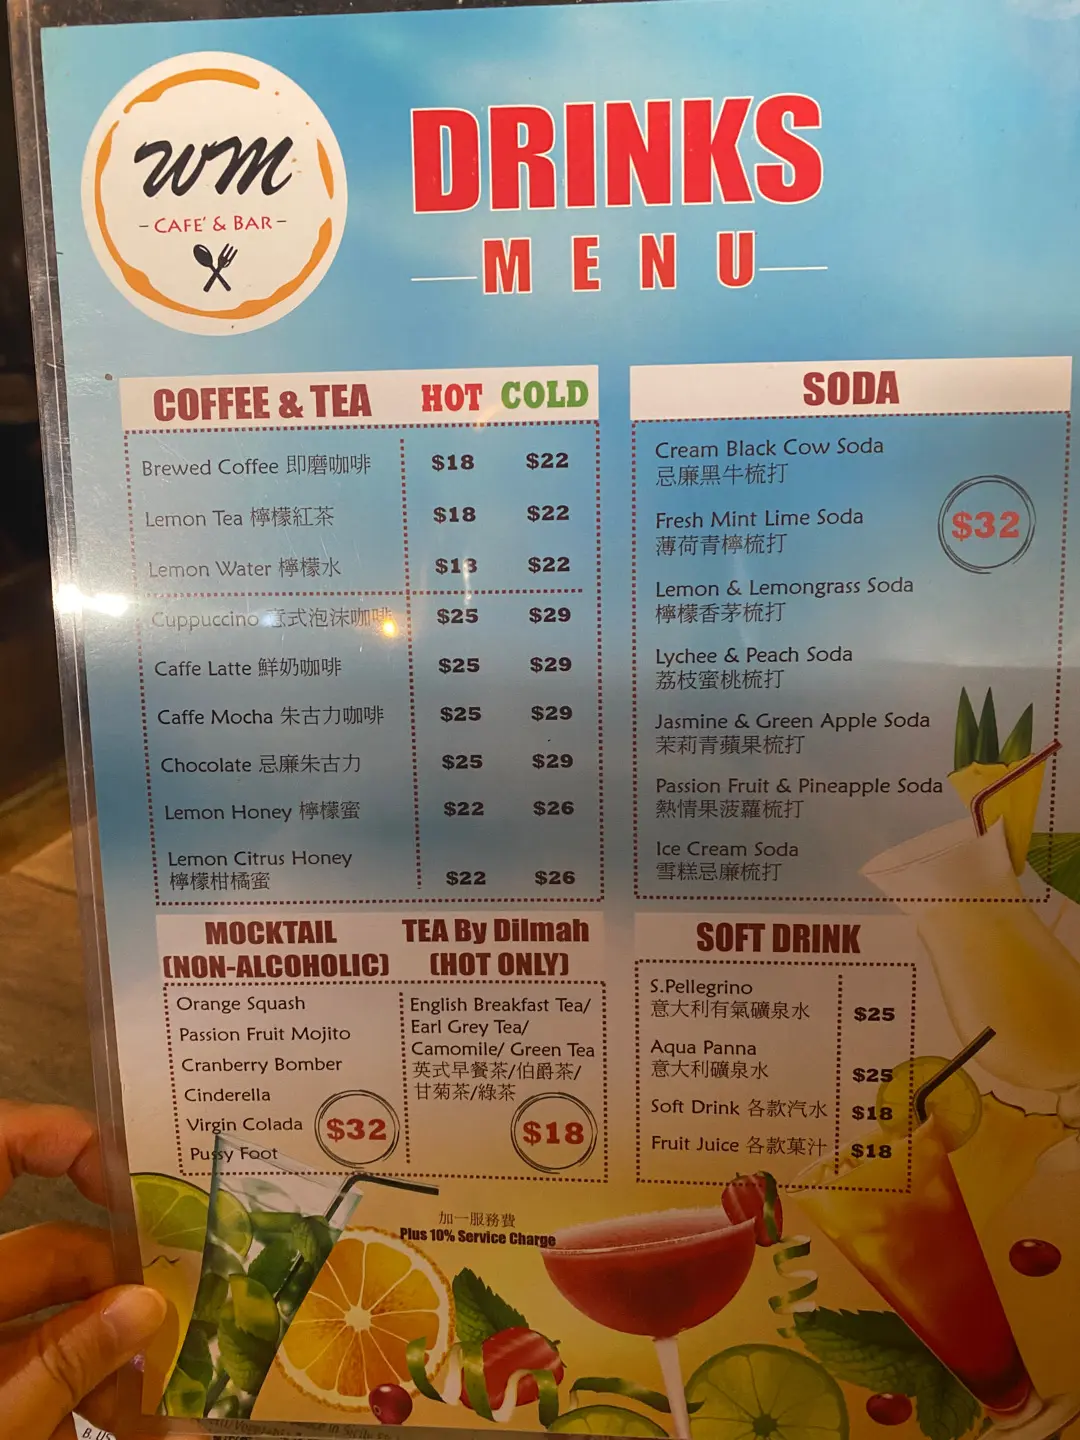 WM
- CAFE' & BAR -
DRINKS
MENU
COFFEE & TEA HOT COLD
Brewed Coffee 即磨咖啡 $18 $22
Lemon Tea 檸檬紅茶 $18 $22
Lemon Water 檸檬水 $18 $22
Cuppuccino 意式泡沫咖啡 $25 $29
Caffe Latte 鮮奶咖啡 $25 $29
Caffe Mocha 朱古力咖啡 $25 $29
Chocolate 忌廉朱古力 $25 $29
Lemon Honey 檸檬蜜 $22 $26
Lemon Citrus Honey
檸檬柑橘蜜 $22 $26
SODA
Cream Black Cow Soda
忌廉黑牛梳打
Fresh Mint Lime Soda
薄荷青檸梳打
$32
Lemon & Lemongrass Soda
檸檬香茅梳打
Lychee & Peach Soda
荔枝蜜桃梳打
Jasmine & Green Apple Soda
茉莉青蘋果梳打
Passion Fruit & Pineapple Soda
熱情果菠蘿梳打
Ice Cream Soda
雪糕忌廉梳打
MOCKTAIL
(NON-ALCOHOLIC)
Orange Squash
Passion Fruit Mojito
Cranberry Bomber
Cinderella
Virgin Colada
Pussy Foot
$32
TEA By Dilmah
(HOT ONLY)
English Breakfast Tea/
Earl Grey Tea/
Camomile/ Green Tea
英式早餐茶/伯爵茶/
甘菊茶/綠茶
$18
SOFT DRINK
S.Pellegrino
意大利有氣礦泉水 $25
Aqua Panna
意大利礦泉水 $25
Soft Drink 各款汽水 $18
Fruit Juice 各款菓汁 $18
加一服務費
Plus 10% Service Charge
B. US